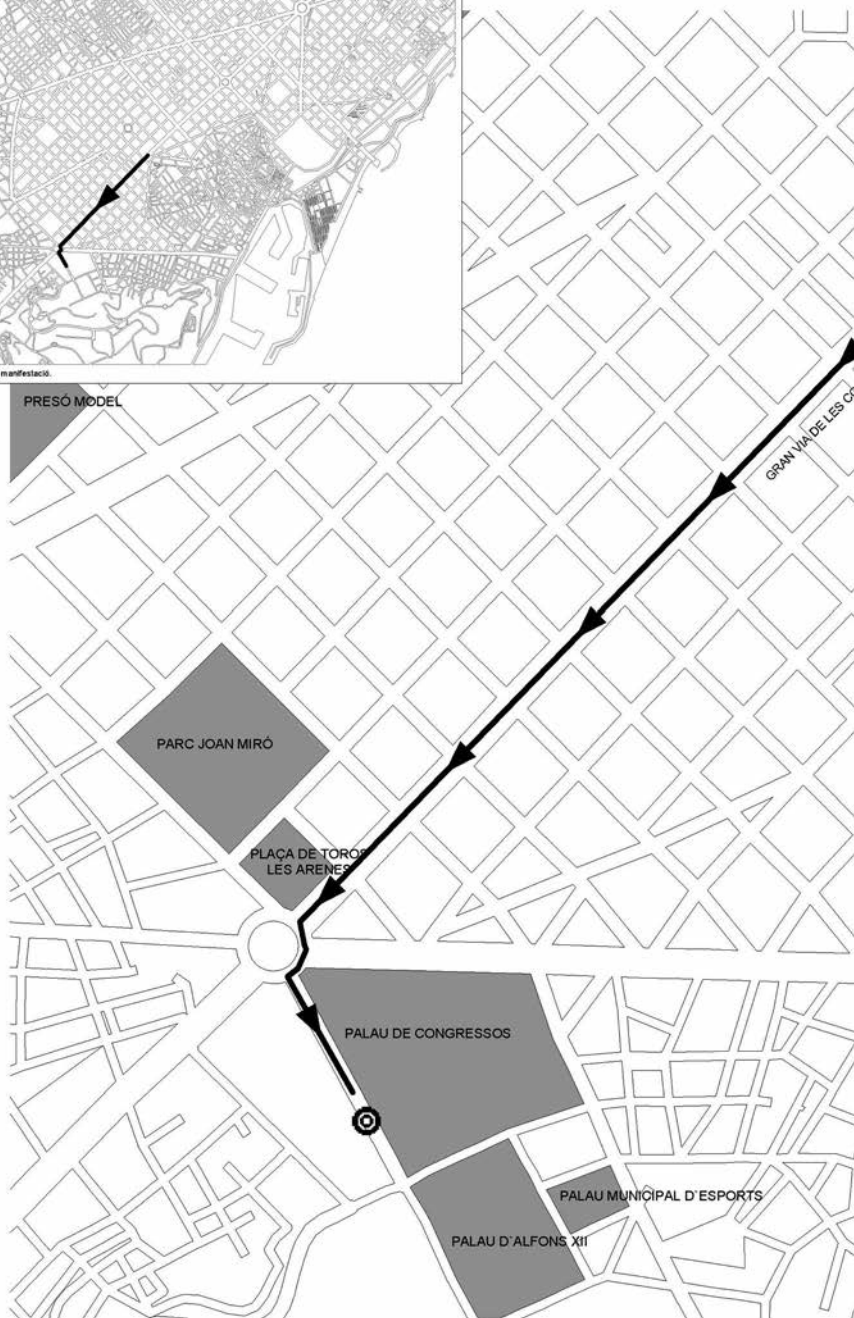 manifestació.
PRESÓ MODEL
GRAN VIA DE LES
PARC JOAN MIRÓ
PLAÇA DE TOROS
LES ARENES
PALAU DE CONGRESSOS
PALAU MUNICIPAL D'ESPORTS
PALAU D'ALFONS XII